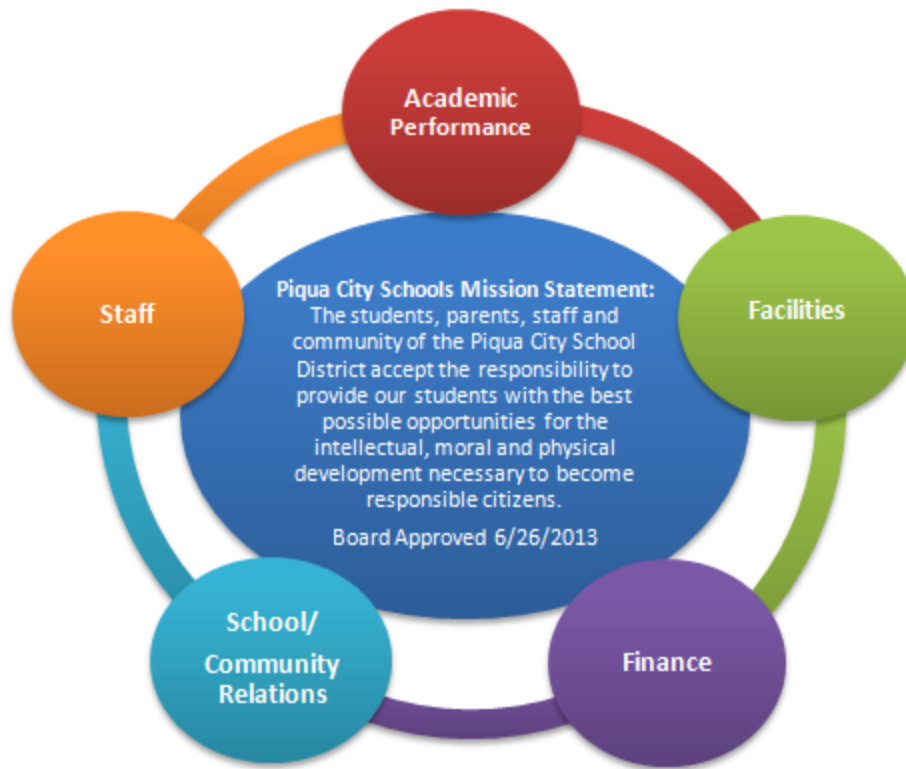 Academic
Performance
Staff
Facilities
Piqua City Schools Mission Statement:
The students, parents, staff and
community of the Piqua City School
District accept the responsibility to
provide our students with the best
possible opportunities for the
intellectual, moral and physical
development necessary to become
responsible citizens.
Board Approved 6/26/2013
School/
Community
Relations
Finance